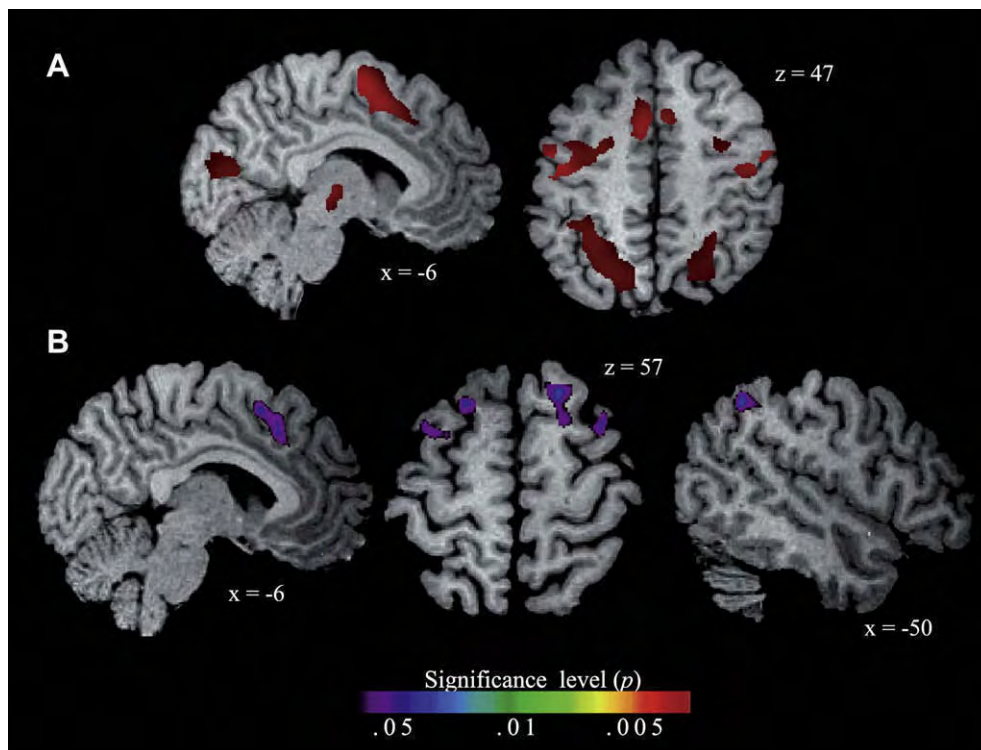 A
z = 47
x = -6
B
z = 57
x = -6
x = -50
Significance level (p)
.05 .01 .005